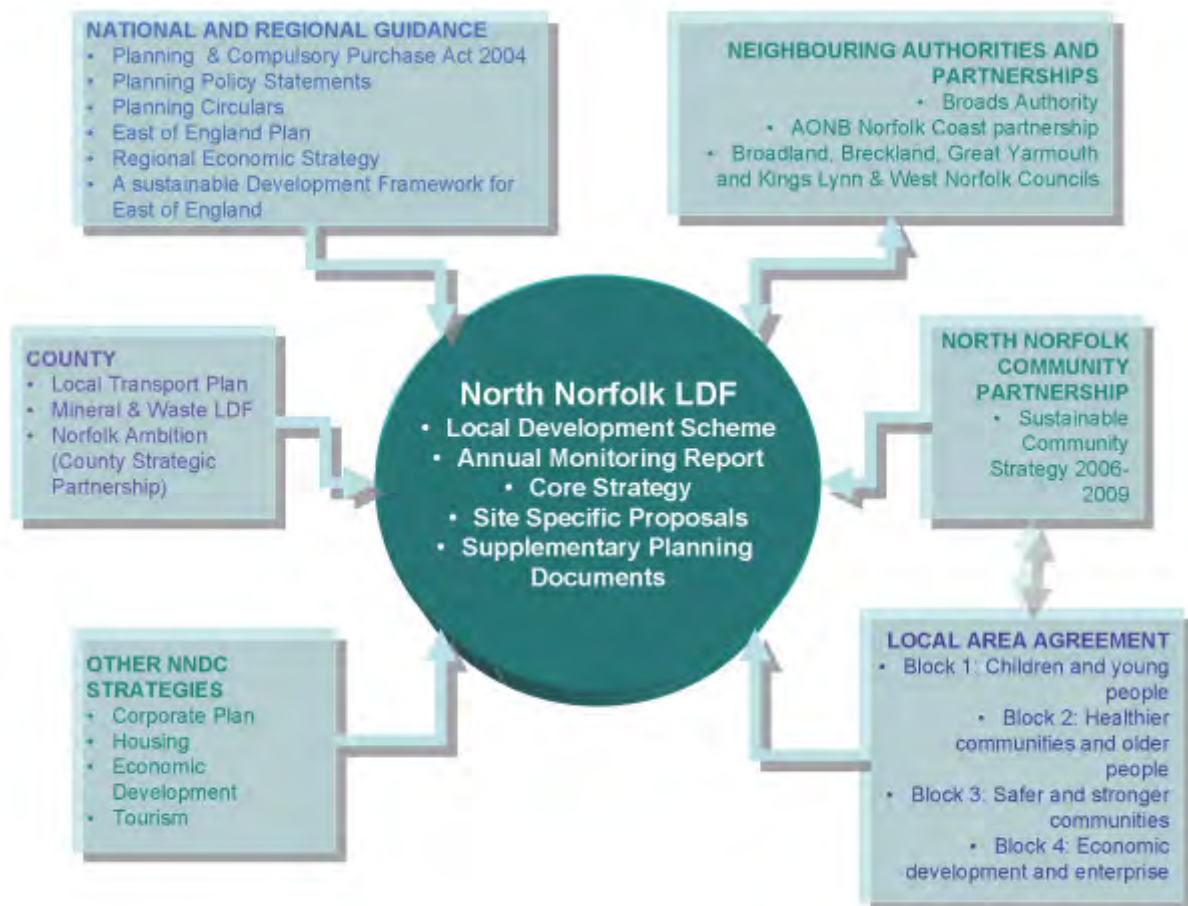 NATIONAL AND REGIONAL GUIDANCE
• Planning & Compulsory Purchase Act 2004
• Planning Policy Statements
• Planning Circulars
• East of England Plan
• Regional Economic Strategy
• A sustainable Development Framework for
East of England
NEIGHBOURING AUTHORITIES AND
PARTNERSHIPS
• Broads Authority
• AONB Norfolk Coast partnership
• Broadland, Breckland, Great Yarmouth
and Kings Lynn & West Norfolk Councils
COUNTY
• Local Transport Plan
• Mineral & Waste LDF
• Norfolk Ambition
(County Strategic
Partnership)
North Norfolk LDF
• Local Development Scheme
• Annual Monitoring Report
• Core Strategy
• Site Specific Proposals
• Supplementary Planning
Documents
NORTH NORFOLK
COMMUNITY
PARTNERSHIP
• Sustainable
Community
Strategy 2006-
2009
OTHER NNDC
STRATEGIES
• Corporate Plan
• Housing
• Economic
Development
• Tourism
LOCAL AREA AGREEMENT
• Block 1: Children and young
people
• Block 2: Healthier
communities and older
people
• Block 3: Safer and stronger
communities
• Block 4: Economic
development and enterprise